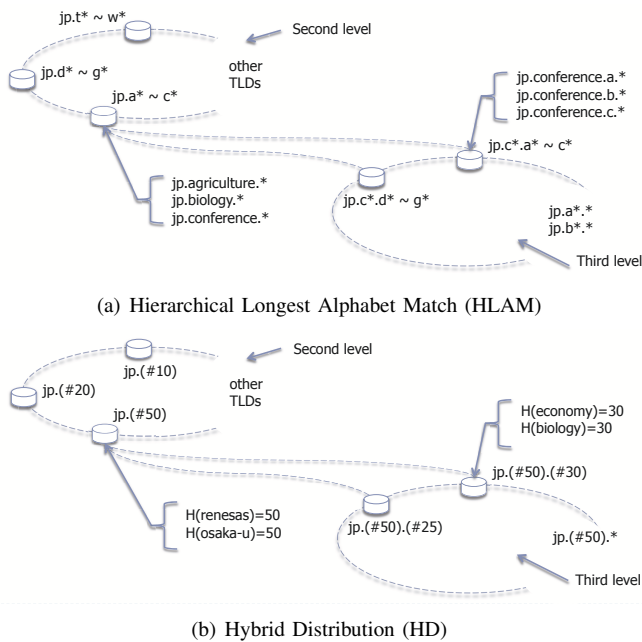 jp.t* ~ w*
Second level
other
TLDs
jp.d* ~ g*
jp.a* ~ c*
jp.conference.a.*
jp.conference.b.*
jp.conference.c.*
jp.c*.a* ~ c*
jp.agriculture.*
jp.biology.*
jp.conference.*
jp.c*.d* ~ g*
jp.a*.*
jp.b*.*
Third level
(a) Hierarchical Longest Alphabet Match (HLAM)
Second level
jp.(#10)
other
TLDs
jp.(#20)
jp.(#50)
H(economy)=30
H(biology)=30
jp.(#50).(#30)
H(renesas)=50
H(osaka-u)=50
jp.(#50).(#25)
jp.(#50).*
Third level
(b) Hybrid Distribution (HD)